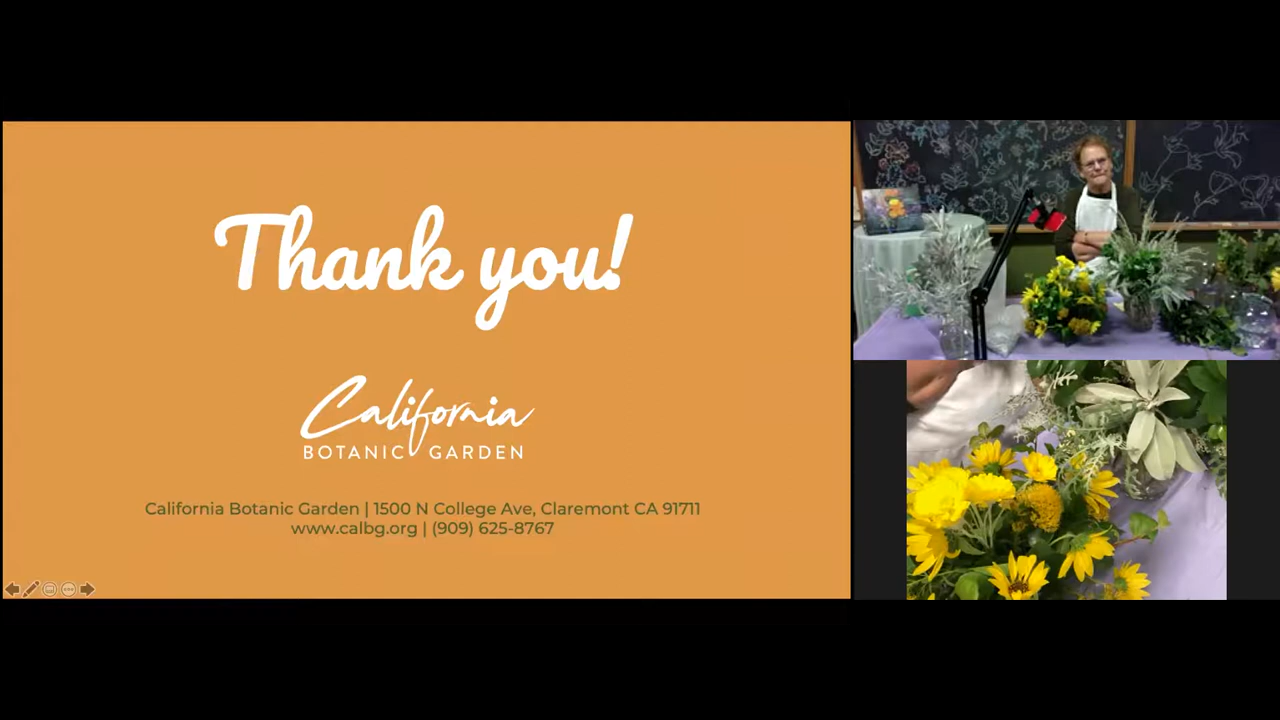 Thank you!
California
BOTANIC GARDEN
California Botanic Garden | 1500 N College Ave, Claremont CA 91711
www.calbg.org | (909) 625-8767